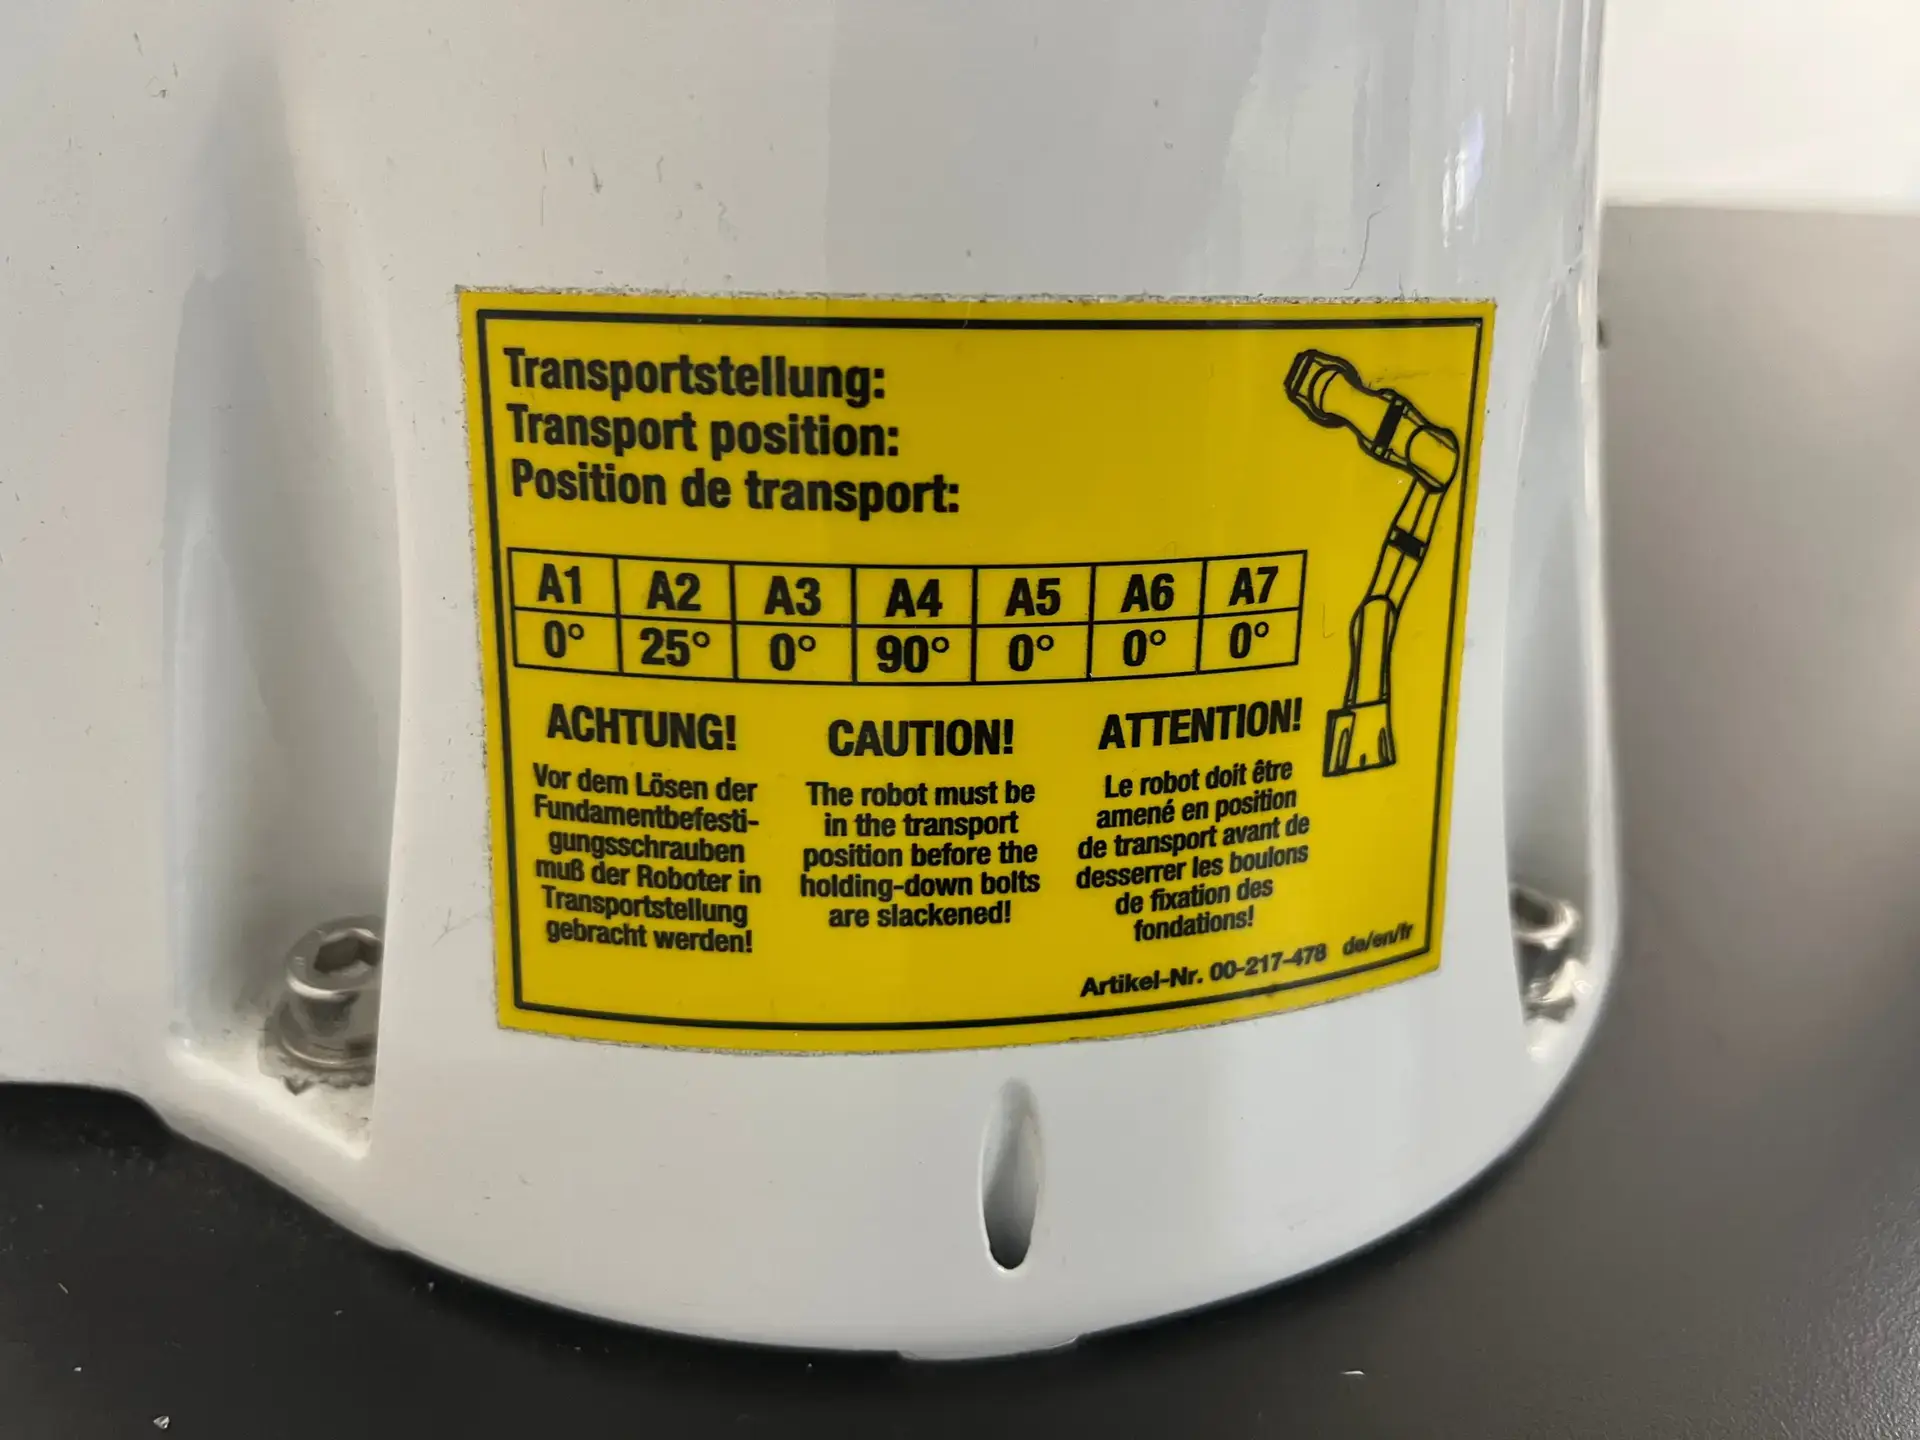 Transportstellung:
Transport position:
Position de transport:
A1 A2 A3 A4 A5 A6 A7
0° 25° 0° 90° 0° 0° 0°
ACHTUNG!
Vor dem Lösen der
Fundamentbefesti-
gungsschrauben
muß der Roboter in
Transportstellung
gebracht werden!
CAUTION!
The robot must be
in the transport
position before the
holding-down bolts
are slackened!
ATTENTION!
Le robot doit être
amené en position
de transport avant de
desserrer les boulons
de fixation des
fondations!
Artikel-Nr. 00-217-478 de/en/fr